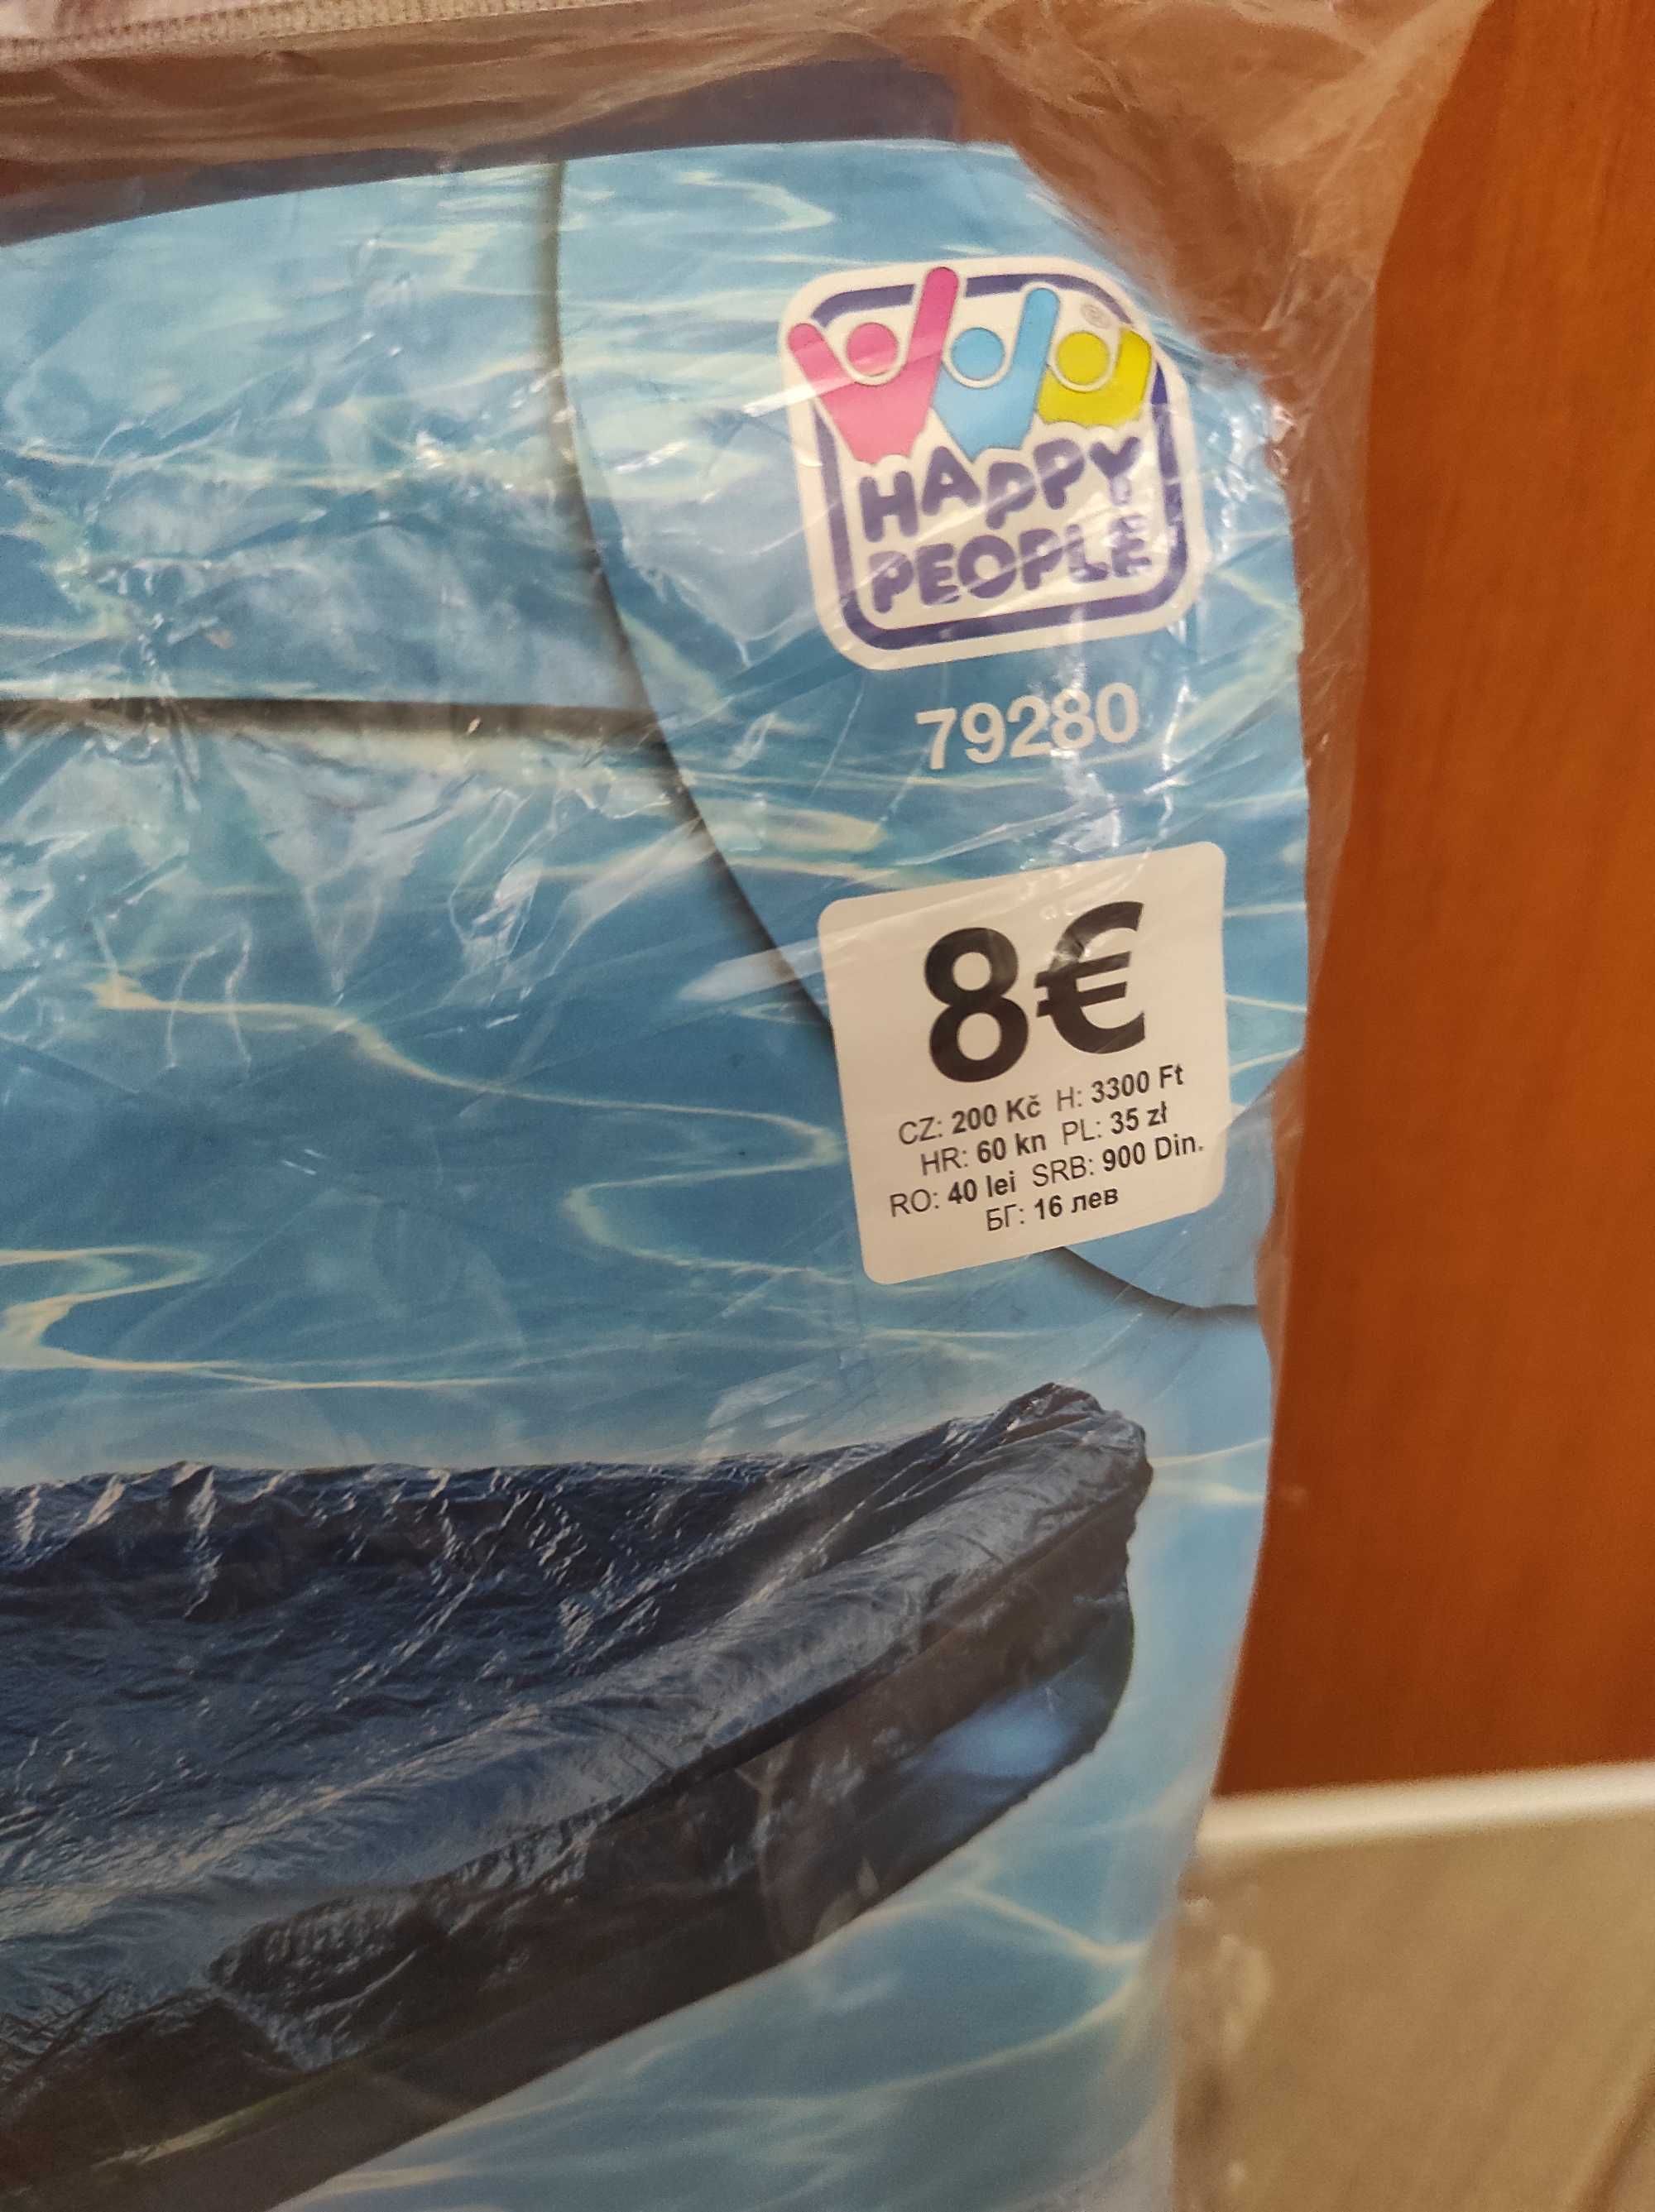 HAPPY
PEOPLE
79280
8€
CZ: 200 Kč H: 3300 Ft
HR: 60 kn PL: 35 zł
RO: 40 lei SRB: 900 Din.
БГ: 16 лев